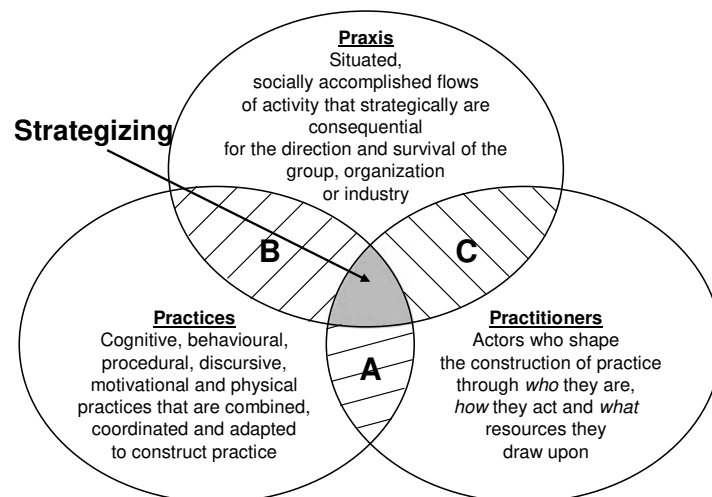 Praxis
Situated,
socially accomplished flows
of activity that strategically are
consequential
for the direction and survival of the
group, organization
or industry
Strategizing
B
C
Practices
Cognitive, behavioural,
procedural, discursive,
motivational and physical
practices that are combined,
coordinated and adapted
to construct practice
A
Practitioners
Actors who shape
the construction of practice
through who they are,
how they act and what
resources they
draw upon